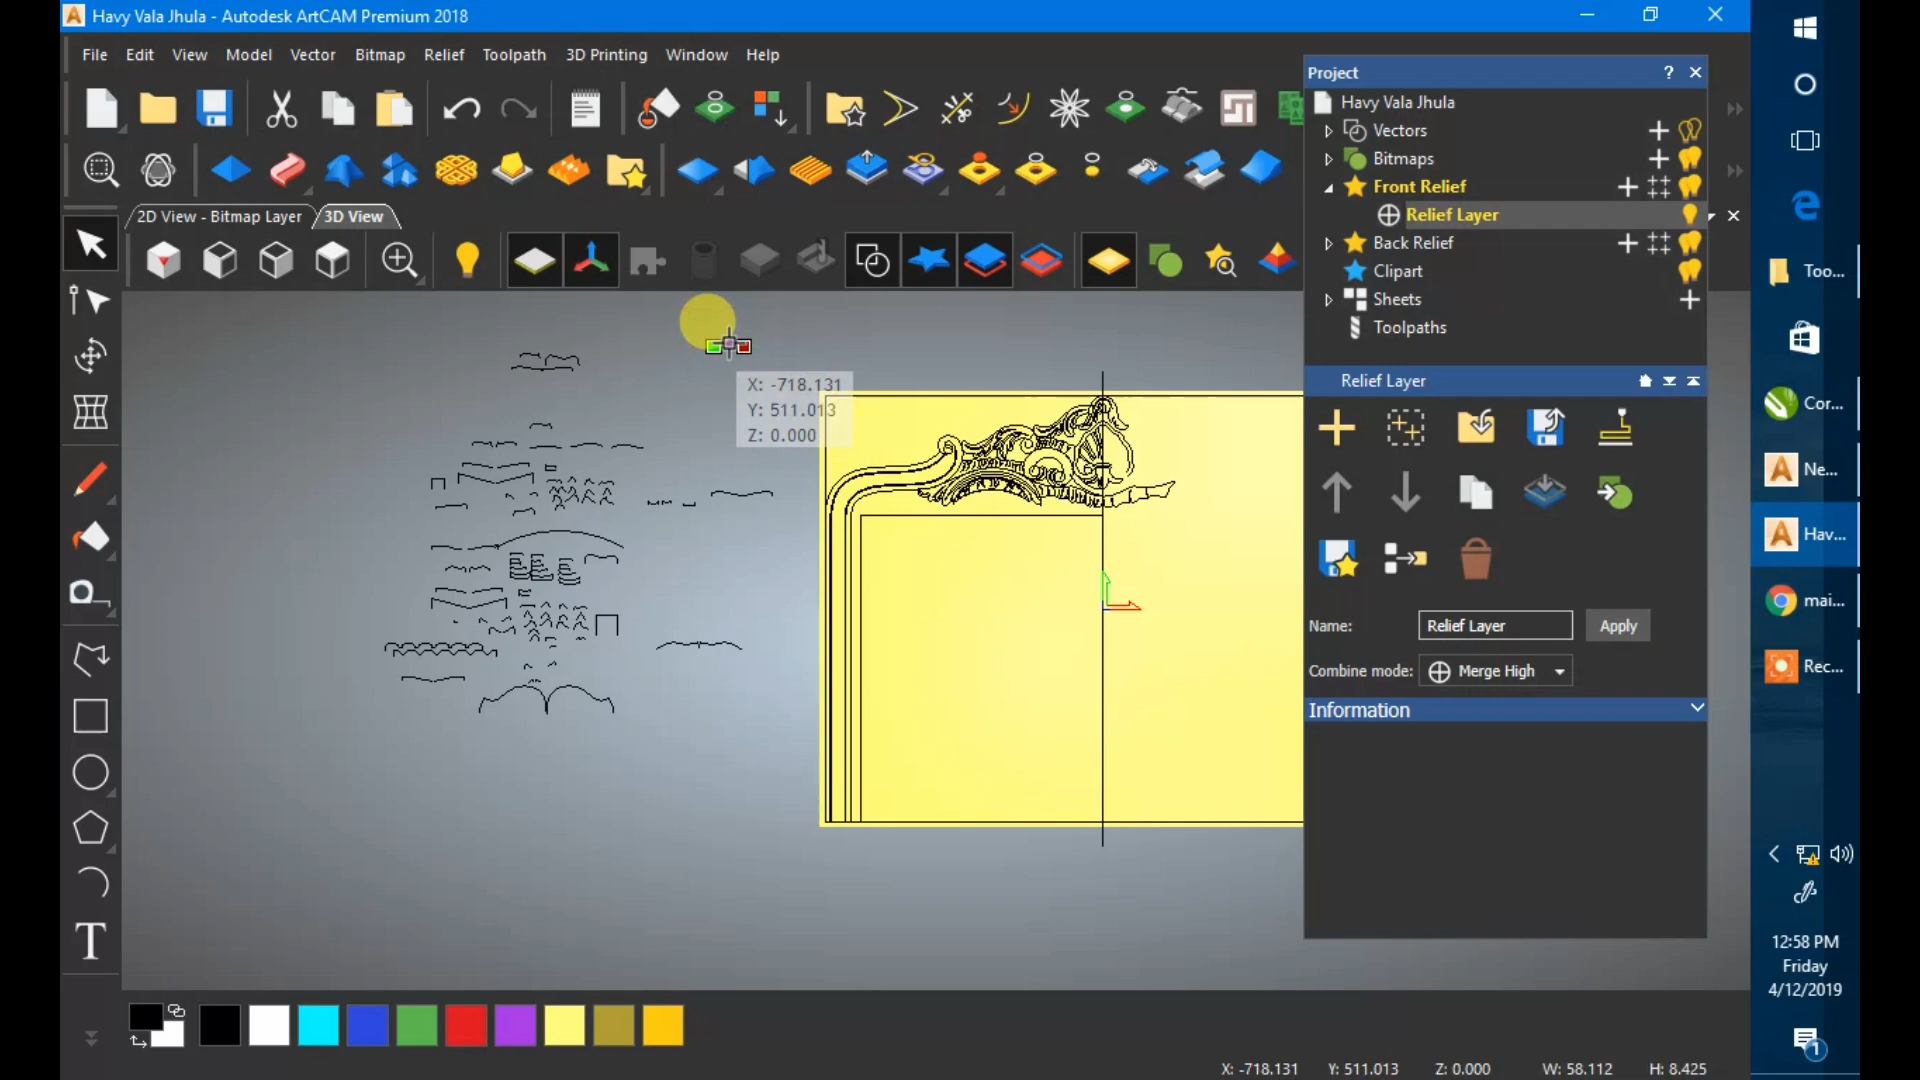 Havy Vala Jhula - Autodesk ArtCAM Premium 2018
File Edit View Model Vector Bitmap Relief Toolpath 3D Printing Window Help
Project
Havy Vala Jhula
Vectors
Bitmaps
Front Relief
Relief Layer
Back Relief
Clipart
Sheets
Toolpaths
2D View - Bitmap Layer
3D View
X: -718.131
Y: 511.013
Z: 0.000
Relief Layer
Name: Relief Layer Apply
Combine mode: Merge High
Information
T
X: -718.131 Y: 511.013 Z: 0.000 W: 58.112 H: 8.425
Too...
Cor...
Ne...
Hav...
mai...
Rec...
12:58 PM
Friday
4/12/2019
1